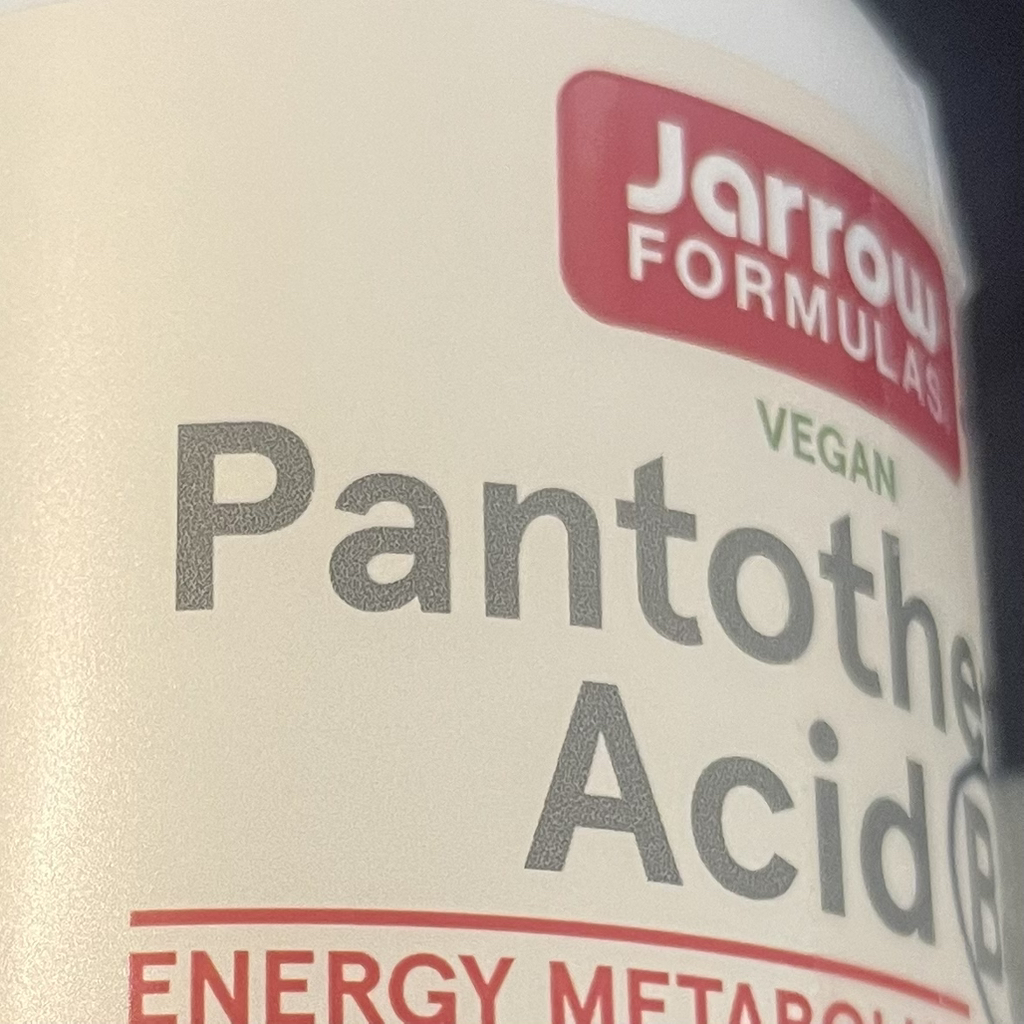 Jarrow
FORMULAS
VEGAN
Pantothe
Acid B
ENERGY